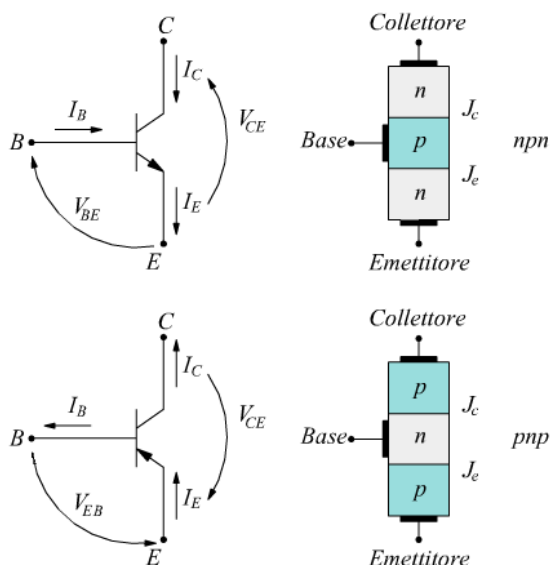 C
I_C
I_B
V_CE
B
V_BE
I_E
E
Collettore
n
J_c
Base
p
npn
J_e
n
Emettitore
C
I_C
I_B
V_CE
B
V_EB
I_E
E
Collettore
p
J_c
Base
n
pnp
J_e
p
Emettitore